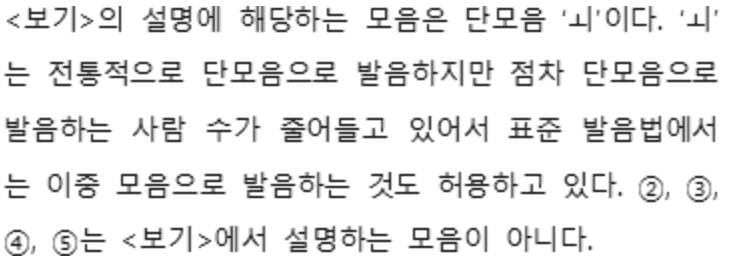 <보기>의 설명에 해당하는 모음은 단모음 ‘ㅚ’이다. ‘ㅚ’
는 전통적으로 단모음으로 발음하지만 점차 단모음으로
발음하는 사람 수가 줄어들고 있어서 표준 발음법에서
는 이중 모음으로 발음하는 것도 허용하고 있다. ②, ③,
④, ⑤는 <보기>에서 설명하는 모음이 아니다.